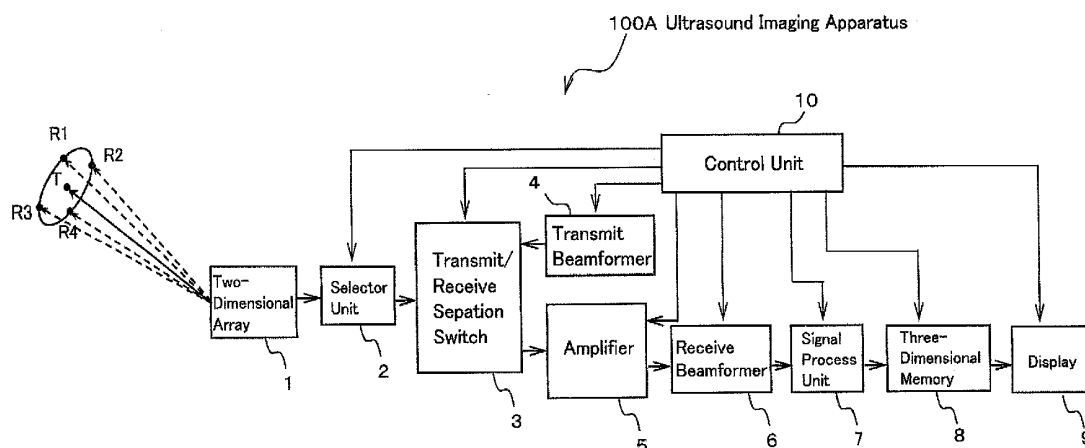 100A Ultrasound Imaging Apparatus
10
Control Unit
R1
R2
T
R3
R4
4
Transmit
Beamformer
Two-
Dimensional
Array
1
Selector
Unit
2
Transmit/
Receive
Sepation
Switch
3
Amplifier
5
Receive
Beamformer
6
Signal
Process
Unit
7
Three-
Dimensional
Memory
8
Display
9